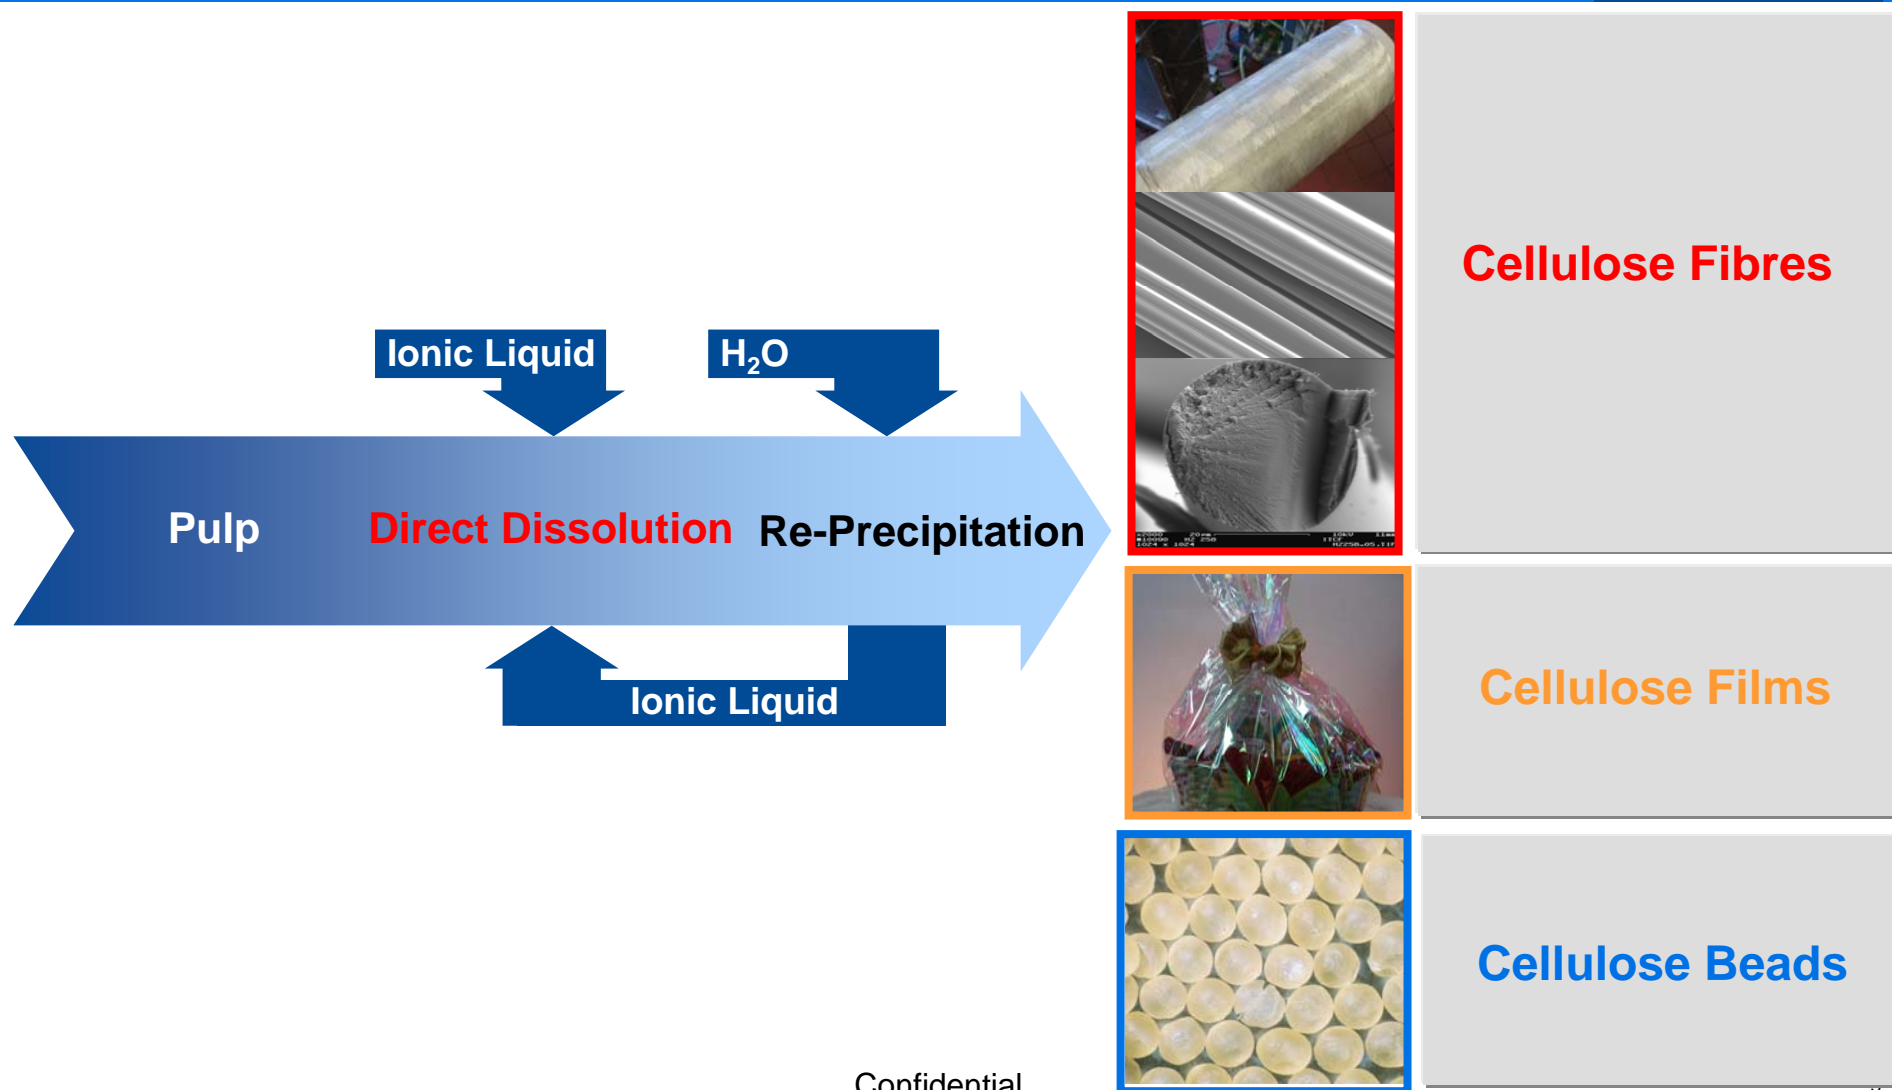 Ionic Liquid
H₂O
Pulp
Direct Dissolution
Re-Precipitation
Ionic Liquid
Cellulose Fibres
Cellulose Films
Cellulose Beads
Confidential